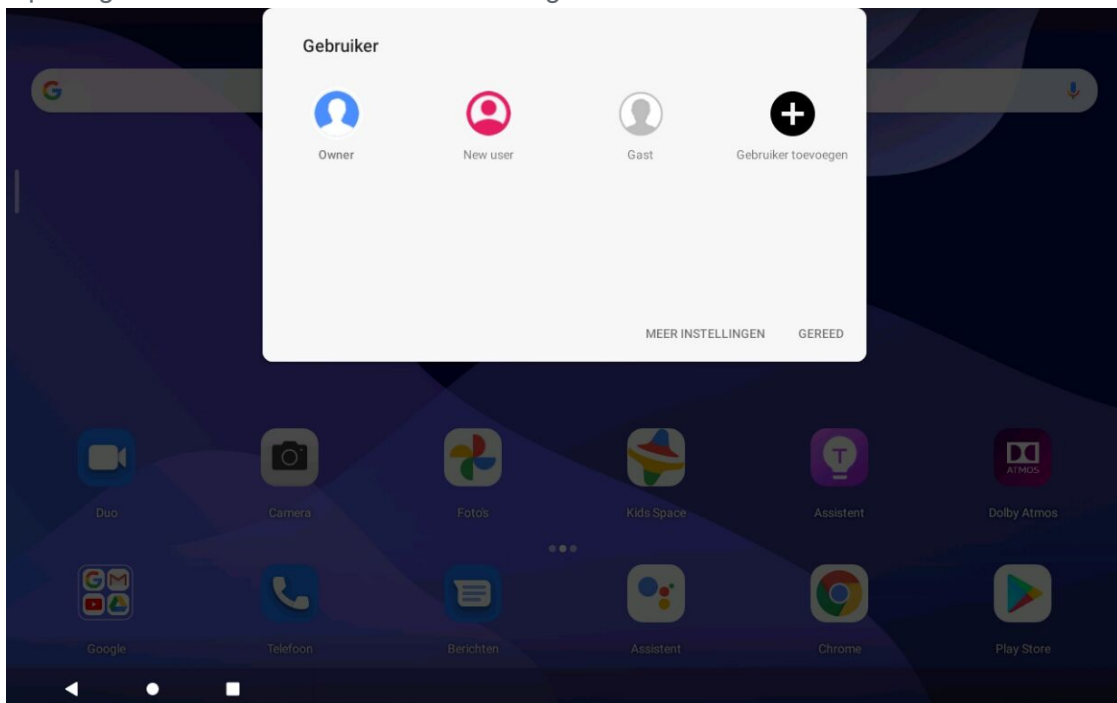 Gebruiker
Owner
New user
Gast
Gebruiker toevoegen
MEER INSTELLINGEN
GEREED
Duo
Camera
Foto's
Kids Space
T
Assistent
ATMOS
Dolby Atmos
Google
Telefoon
Berichten
Assistent
Chrome
Play Store